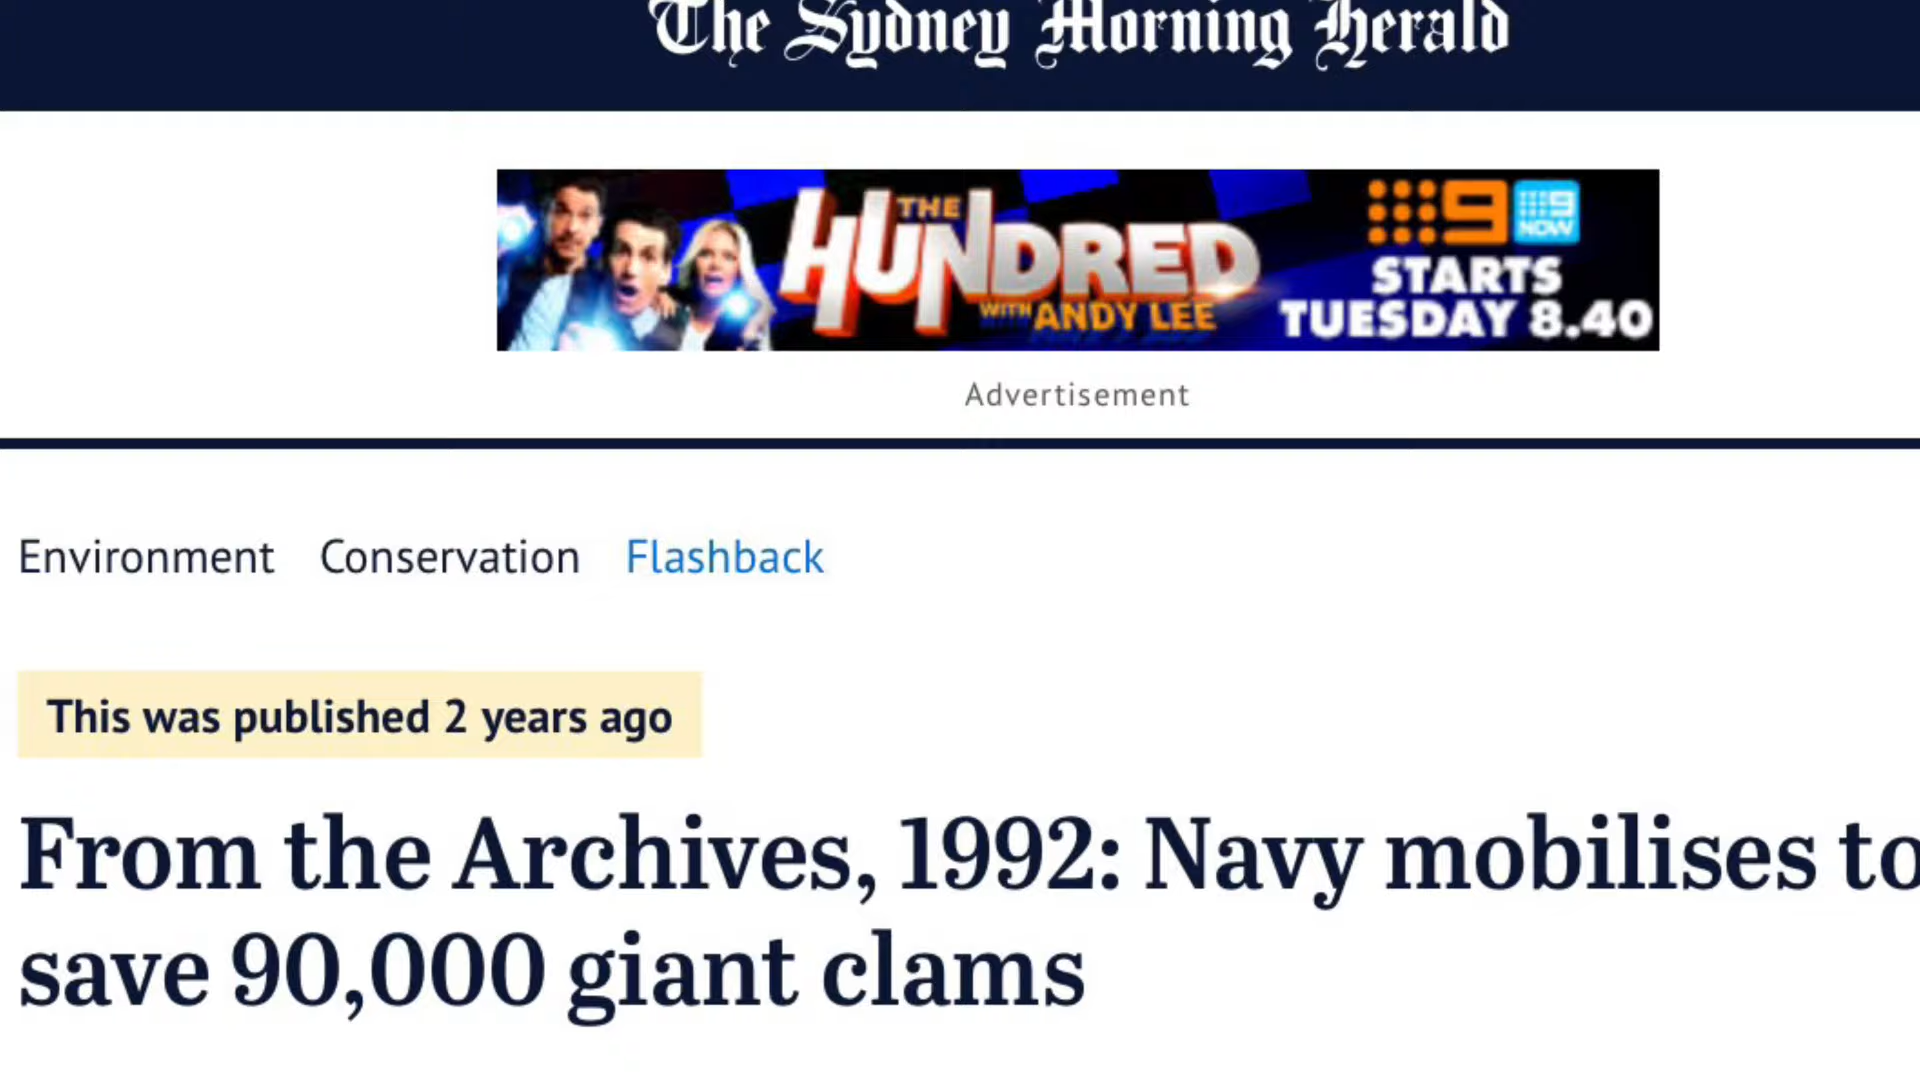 The Sydney Morning Herald
THE
HUNDRED
WITH ANDY LEE
9
9
NOW
STARTS
TUESDAY 8.40
Advertisement
Environment Conservation Flashback
This was published 2 years ago
From the Archives, 1992: Navy mobilises to
save 90,000 giant clams